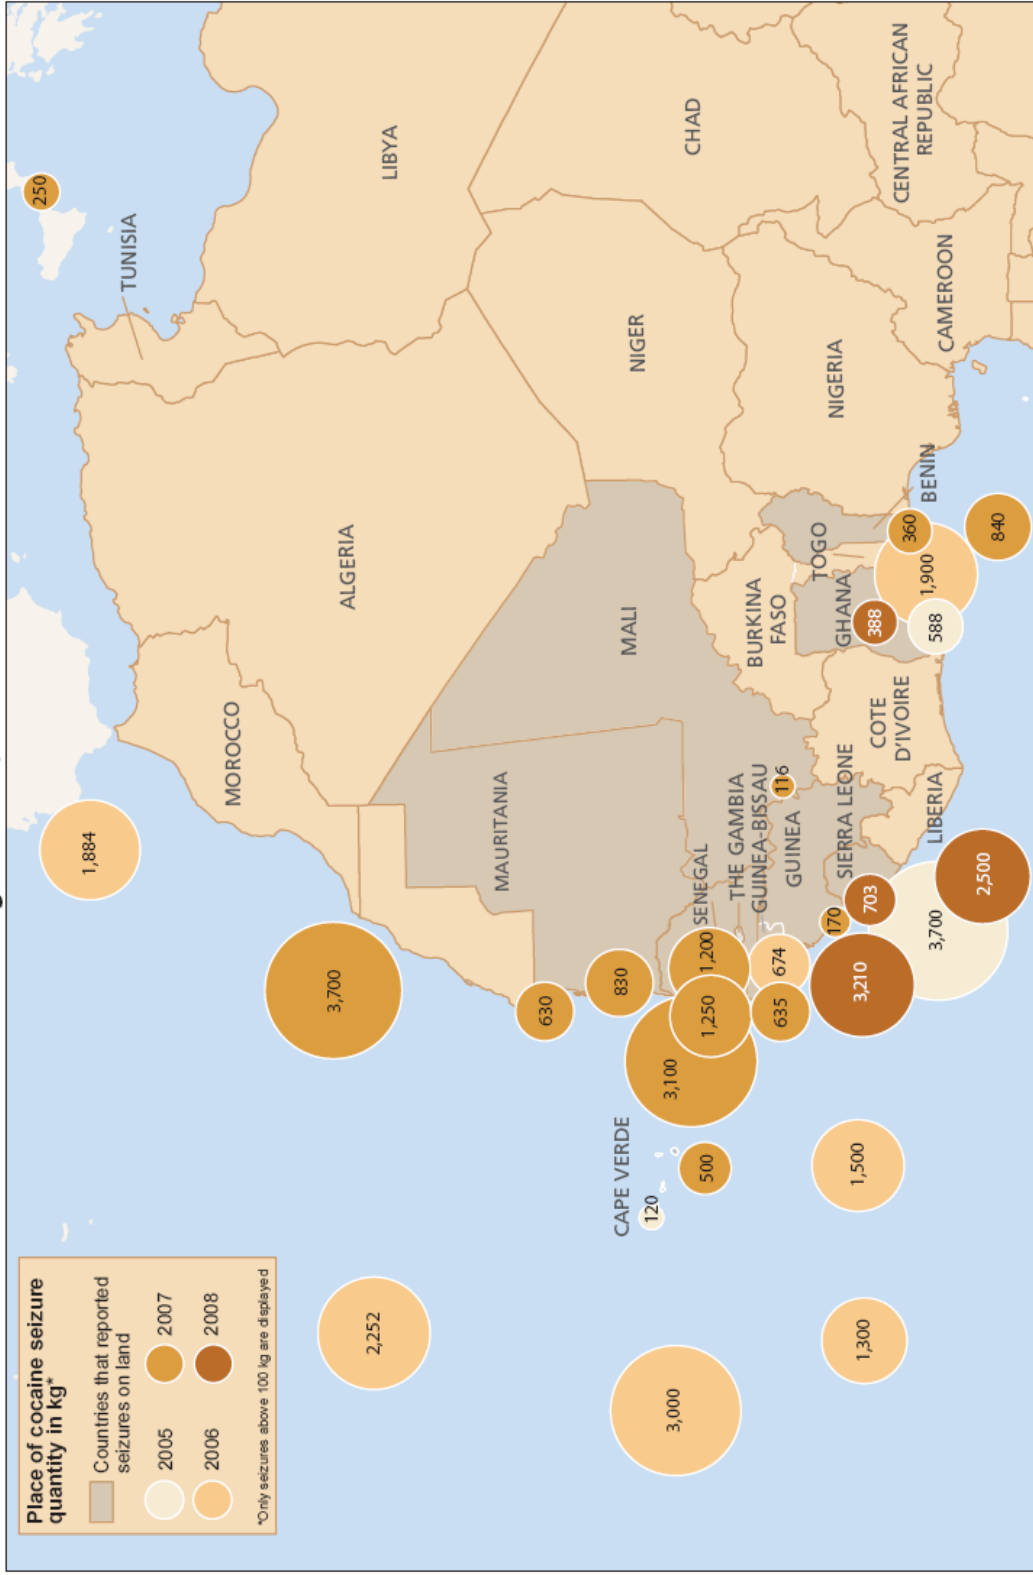 Place of cocaine seizure
quantity in kg*
Countries that reported
seizures on land
2005
2007
2006
2008
*Only seizures above 100 kg are displayed
1,884
250
TUNISIA
MOROCCO
ALGERIA
LIBYA
3,700
2,252
630
MAURITANIA
MALI
NIGER
CHAD
830
CAPE VERDE
120
500
3,000
3,100
1,250
1,200
SENEGAL
THE GAMBIA
GUINEA-BISSAU
635
674
GUINEA
116
BURKINA
FASO
TOGO
BENIN
NIGERIA
CENTRAL AFRICAN
REPUBLIC
CAMEROON
GHANA
388
360
1,900
588
840
170
SIERRA LEONE
703
COTE
D'IVOIRE
LIBERIA
3,210
3,700
2,500
1,500
1,300